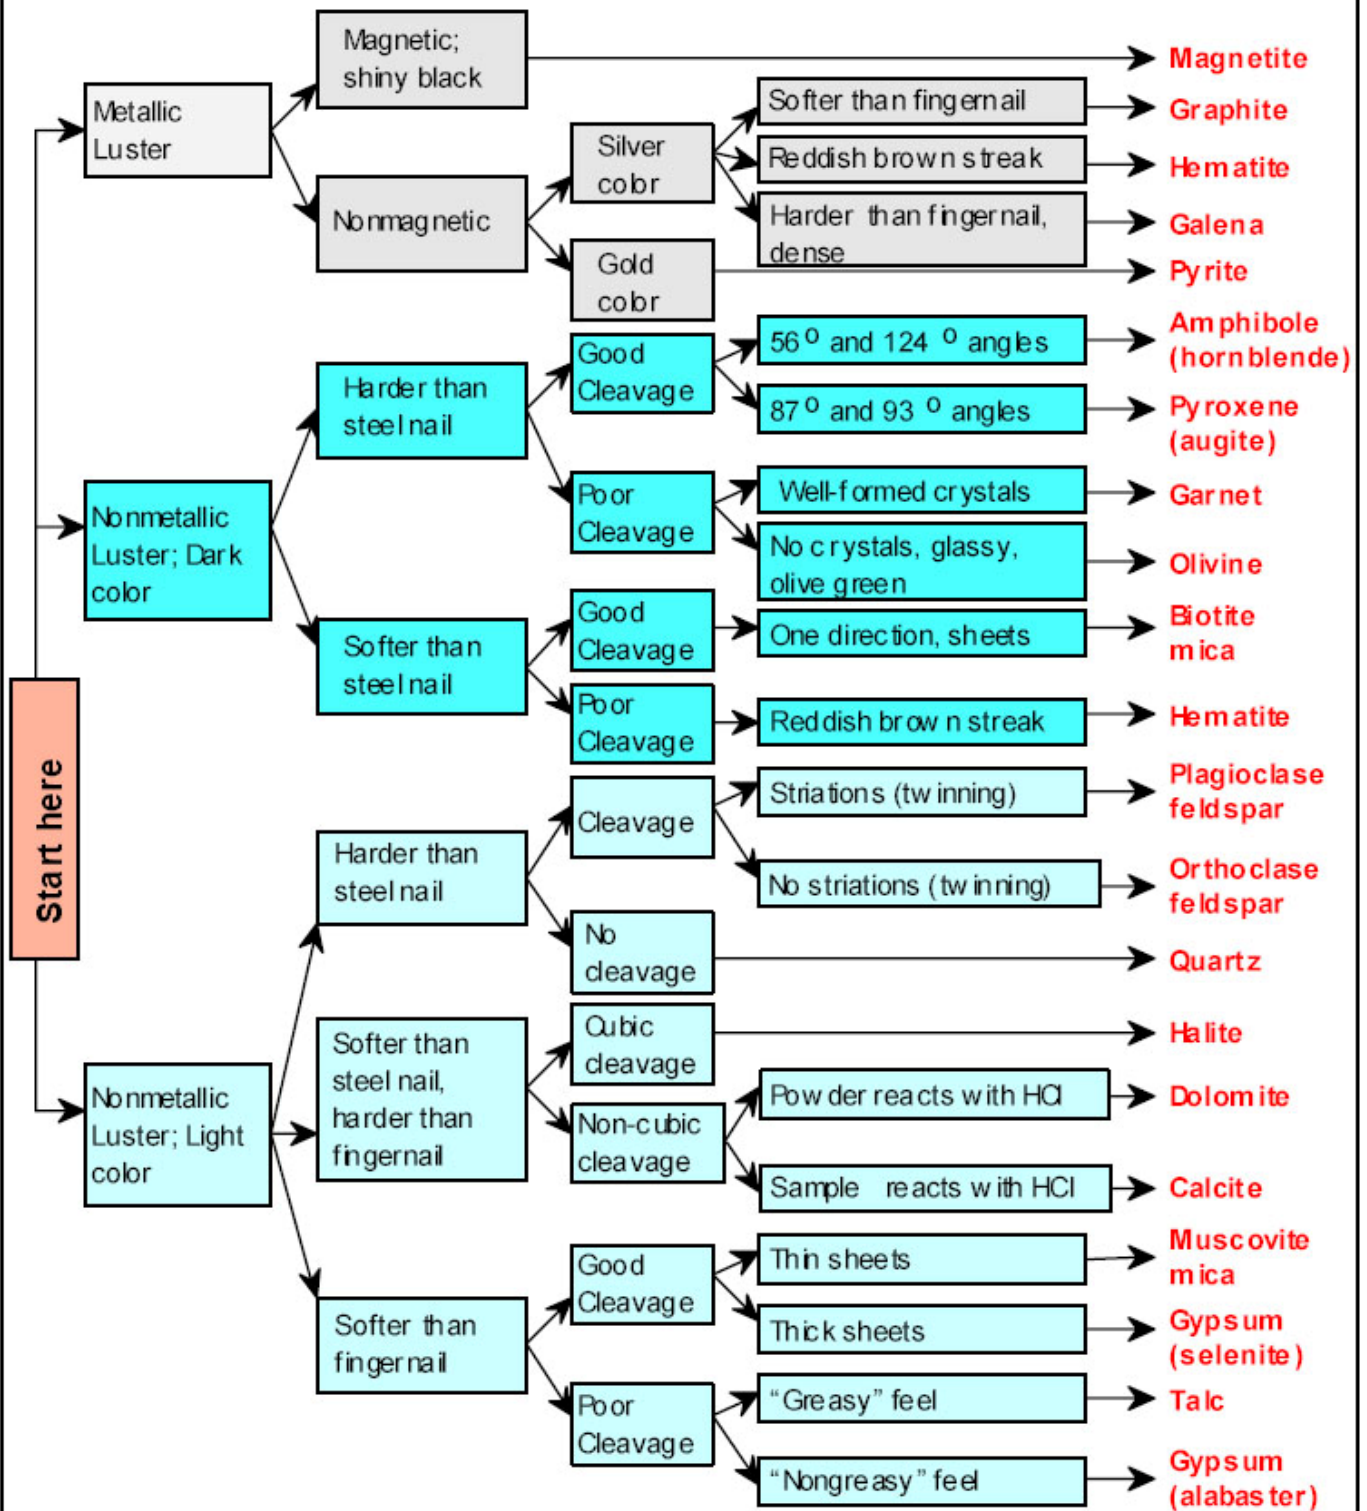 Start here
Metallic
Luster
Magnetic;
shiny black
Magnetite
Nonmagnetic
Silver
color
Softer than fingernail
Graphite
Reddish brown streak
Hematite
Harder than fingernail,
dense
Galena
Gold
color
Pyrite
Nonmetallic
Luster; Dark
color
Harder than
steel nail
Good
Cleavage
56° and 124 ° angles
Amphibole
(hornblende)
87° and 93 ° angles
Pyroxene
(augite)
Poor
Cleavage
Well-formed crystals
Garnet
No crystals, glassy,
olive green
Olivine
Softer than
steel nail
Good
Cleavage
One direction, sheets
Biotite
mica
Poor
Cleavage
Reddish brown streak
Hematite
Nonmetallic
Luster; Light
color
Harder than
steel nail
Cleavage
Striations (twinning)
Plagioclase
feldspar
No striations (twinning)
Orthoclase
feldspar
No
cleavage
Quartz
Softer than
steel nail,
harder than
fingernail
Cubic
cleavage
Halite
Non-cubic
cleavage
Powder reacts with HCl
Dolomite
Sample reacts with HCl
Calcite
Softer than
fingernail
Good
Cleavage
Thin sheets
Muscovite
mica
Thick sheets
Gypsum
(selenite)
Poor
Cleavage
“Greasy” feel
Talc
“Nongreasy” feel
Gypsum
(alabaster)